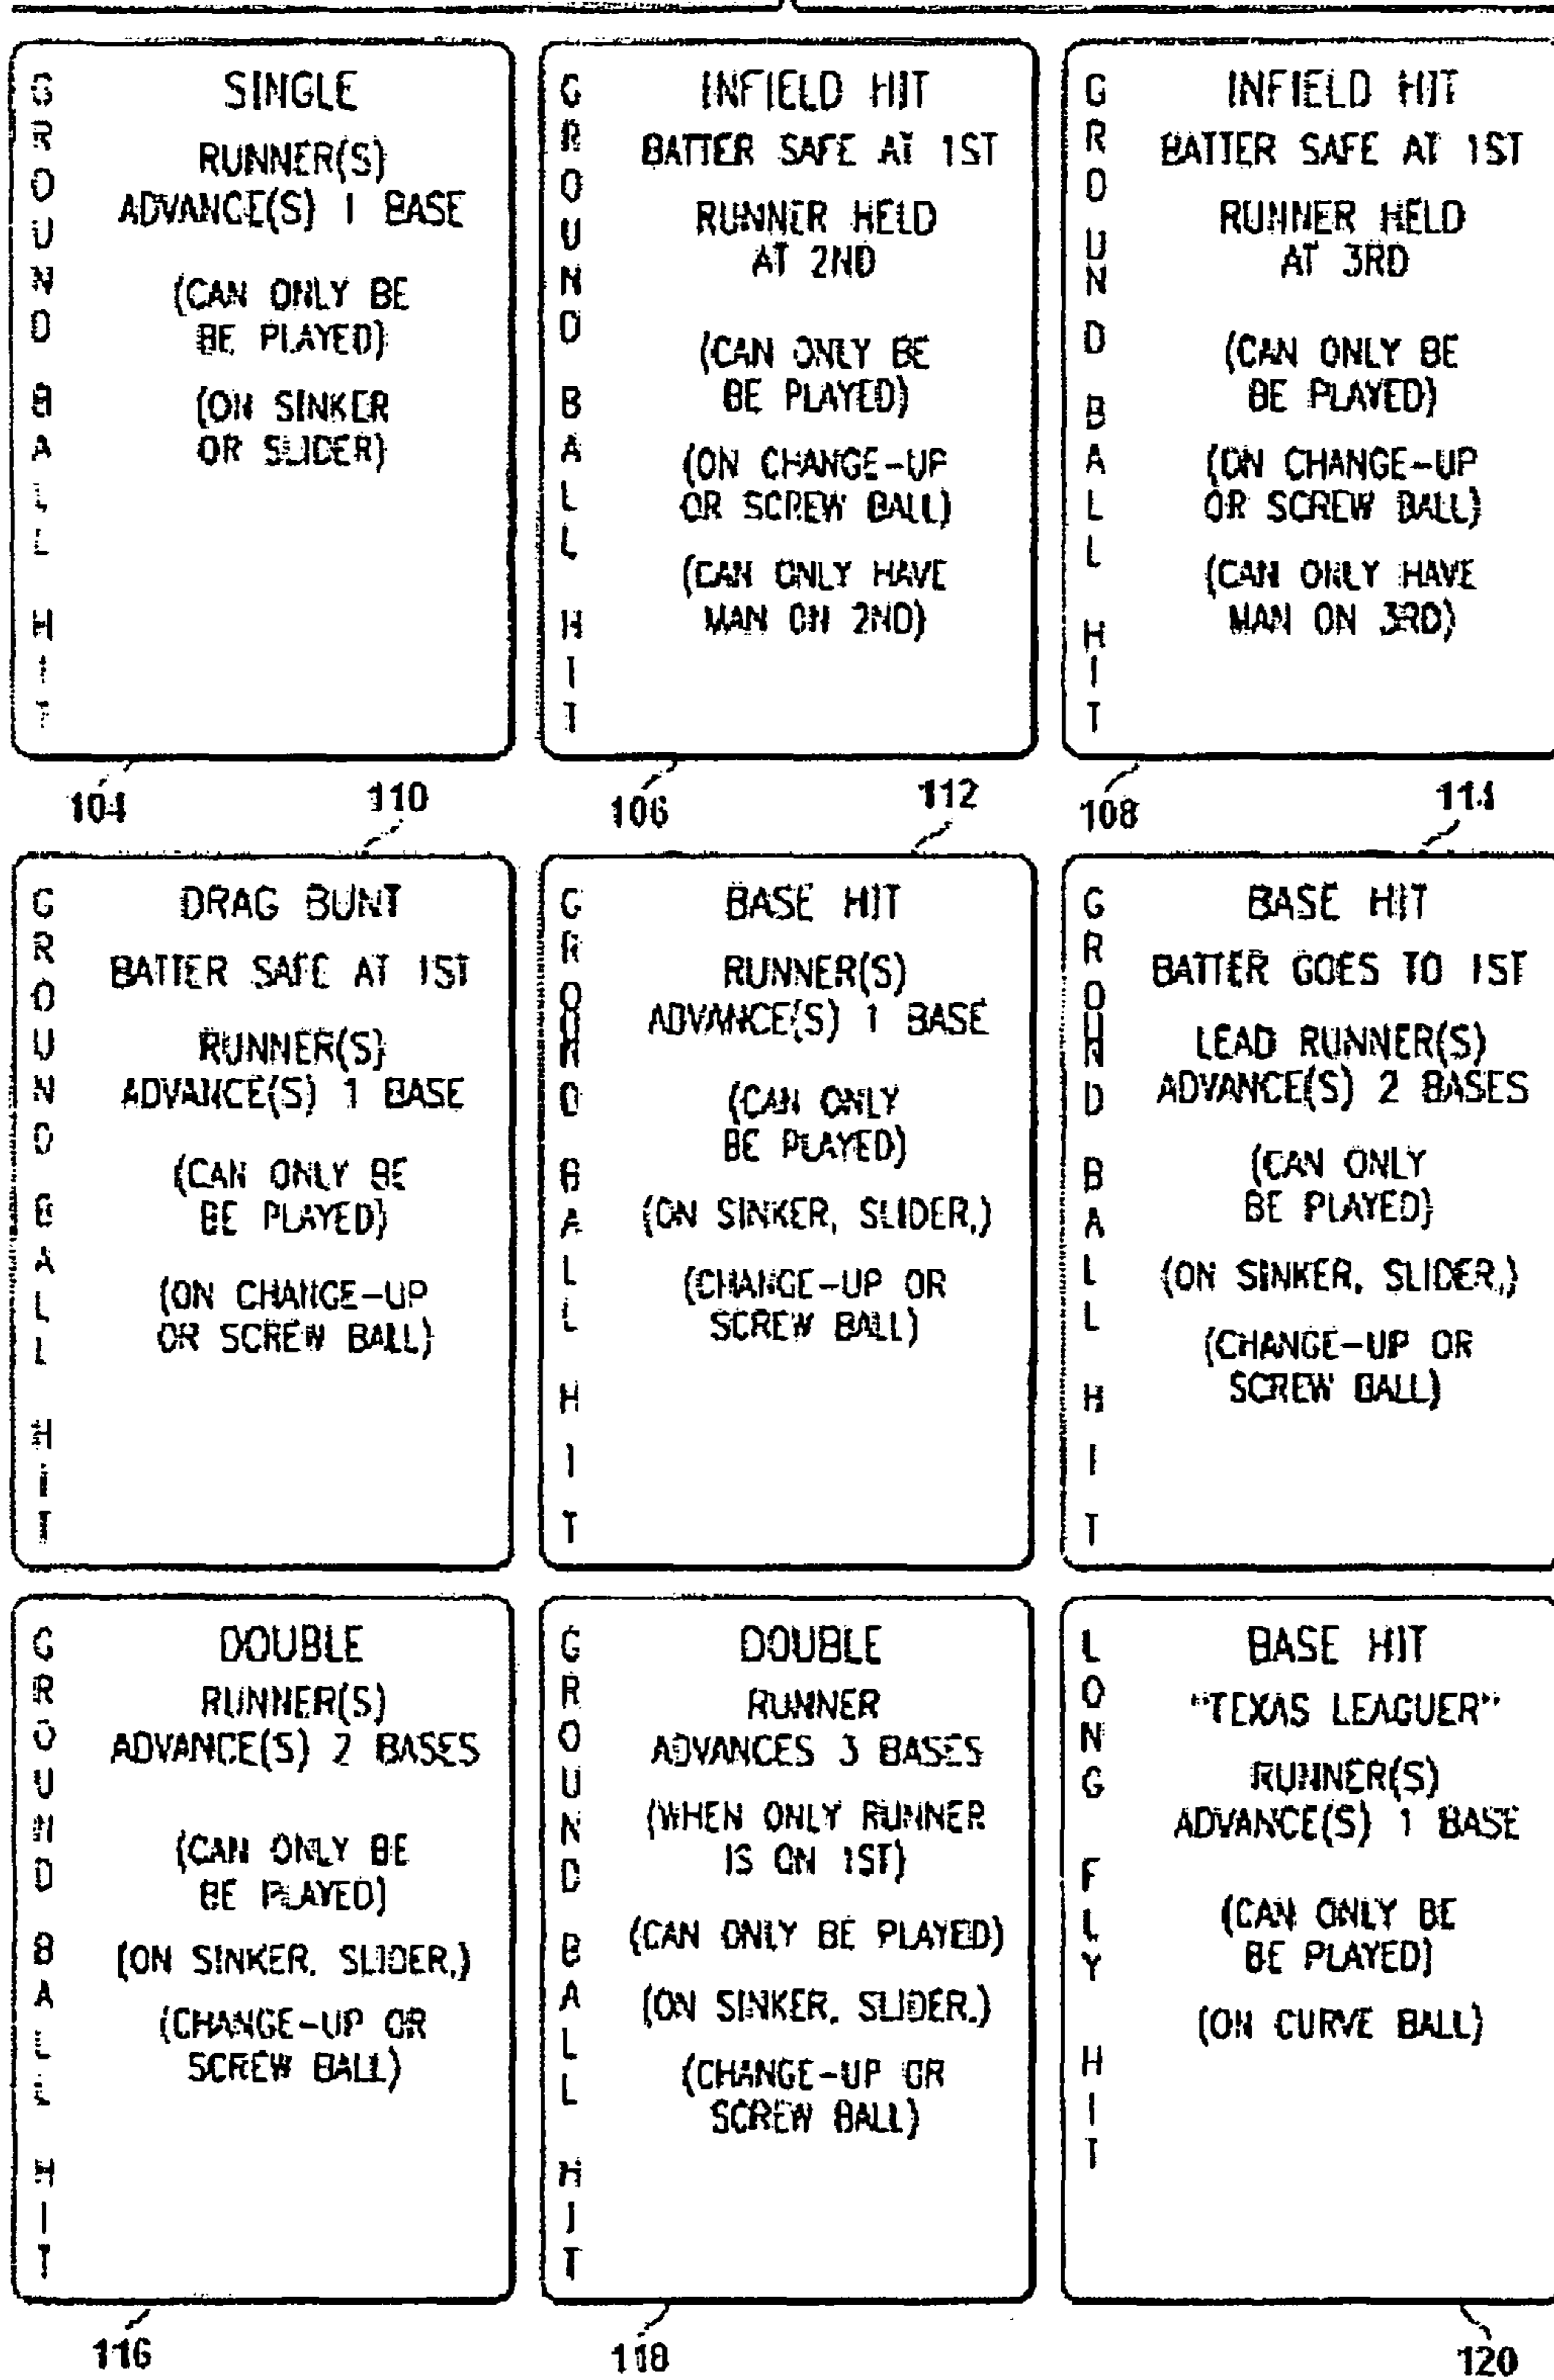 GROUND BALL HIT
SINGLE
RUNNER(S)
ADVANCE(S) 1 BASE
(CAN ONLY BE
BE PLAYED)
(ON SINKER
OR SLIDER)
104
GROUND BALL HIT
INFIELD HIT
BATTER SAFE AT 1ST
RUNNER HELD
AT 2ND
(CAN ONLY BE
BE PLAYED)
(ON CHANGE-UP
OR SCREW BALL)
(CAN ONLY HAVE
MAN ON 2ND)
106
GROUND BALL HIT
INFIELD HIT
BATTER SAFE AT 1ST
RUNNER HELD
AT 3RD
(CAN ONLY BE
BE PLAYED)
(ON CHANGE-UP
OR SCREW BALL)
(CAN ONLY HAVE
MAN ON 3RD)
108
110
GROUND BALL HIT
DRAG BUNT
BATTER SAFE AT 1ST
RUNNER(S)
ADVANCE(S) 1 BASE
(CAN ONLY BE
BE PLAYED)
(ON CHANGE-UP
OR SCREW BALL)
112
GROUND BALL HIT
BASE HIT
RUNNER(S)
ADVANCE(S) 1 BASE
(CAN ONLY
BE PLAYED)
(ON SINKER, SLIDER,)
(CHANGE-UP OR
SCREW BALL)
114
GROUND BALL HIT
BASE HIT
BATTER GOES TO 1ST
LEAD RUNNER(S)
ADVANCE(S) 2 BASES
(CAN ONLY
BE PLAYED)
(ON SINKER, SLIDER,)
(CHANGE-UP OR
SCREW BALL)
GROUND BALL HIT
DOUBLE
RUNNER(S)
ADVANCE(S) 2 BASES
(CAN ONLY BE
BE PLAYED)
(ON SINKER, SLIDER,)
(CHANGE-UP OR
SCREW BALL)
116
GROUND BALL HIT
DOUBLE
RUNNER
ADVANCES 3 BASES
(WHEN ONLY RUNNER
IS ON 1ST)
(CAN ONLY BE PLAYED)
(ON SINKER, SLIDER,)
(CHANGE-UP OR
SCREW BALL)
118
LONG FLY HIT
BASE HIT
"TEXAS LEAGUER"
RUNNER(S)
ADVANCE(S) 1 BASE
(CAN ONLY BE
BE PLAYED)
(ON CURVE BALL)
120